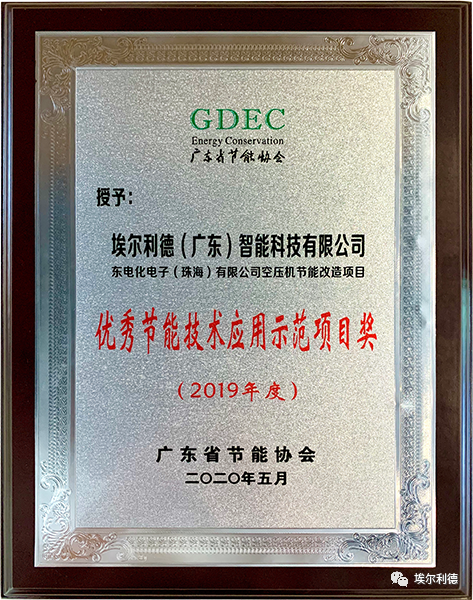 GDEC
Energy Conservation
广东省节能协会
授予：
埃尔利德（广东）智能科技有限公司
东电化电子（珠海）有限公司空压机节能改造项目
优秀节能技术应用示范项目奖
（2019年度）
广东省节能协会
二〇二〇年五月
埃尔利德